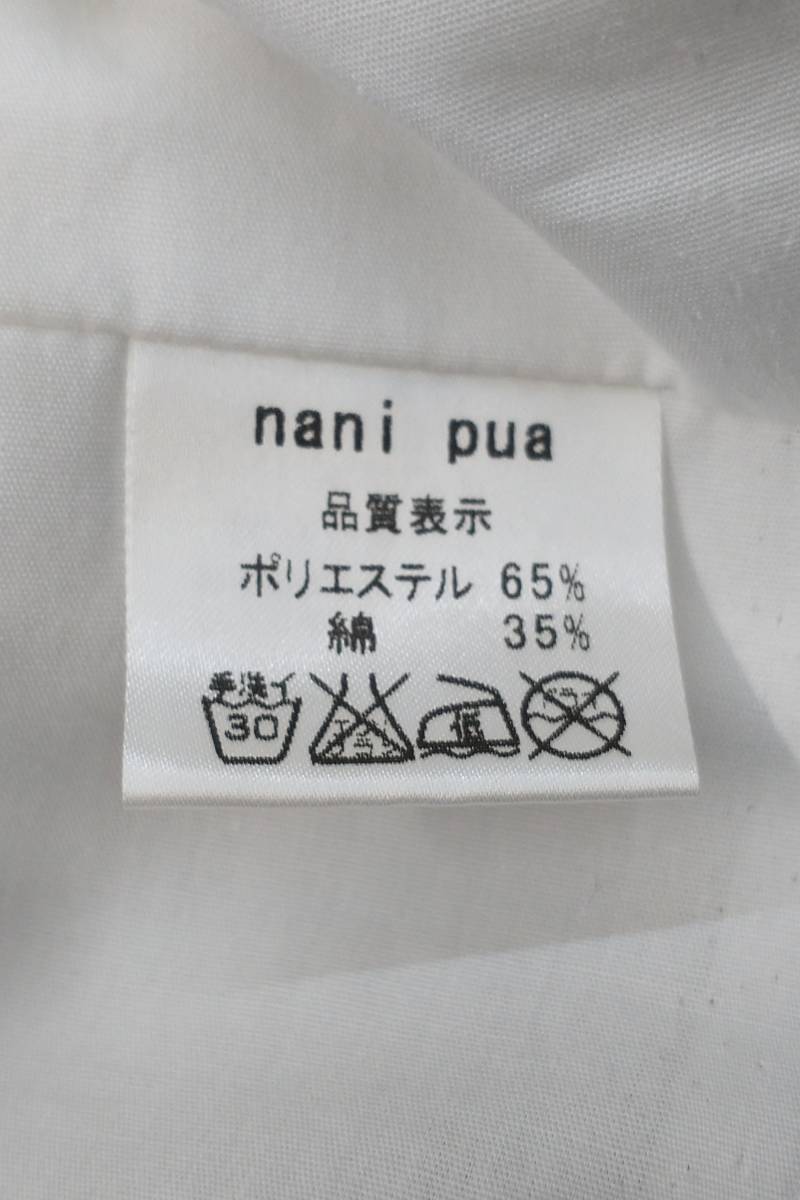 nani pua
品質表示
ポリエステル 65%
綿 35%
手洗イ 30 低